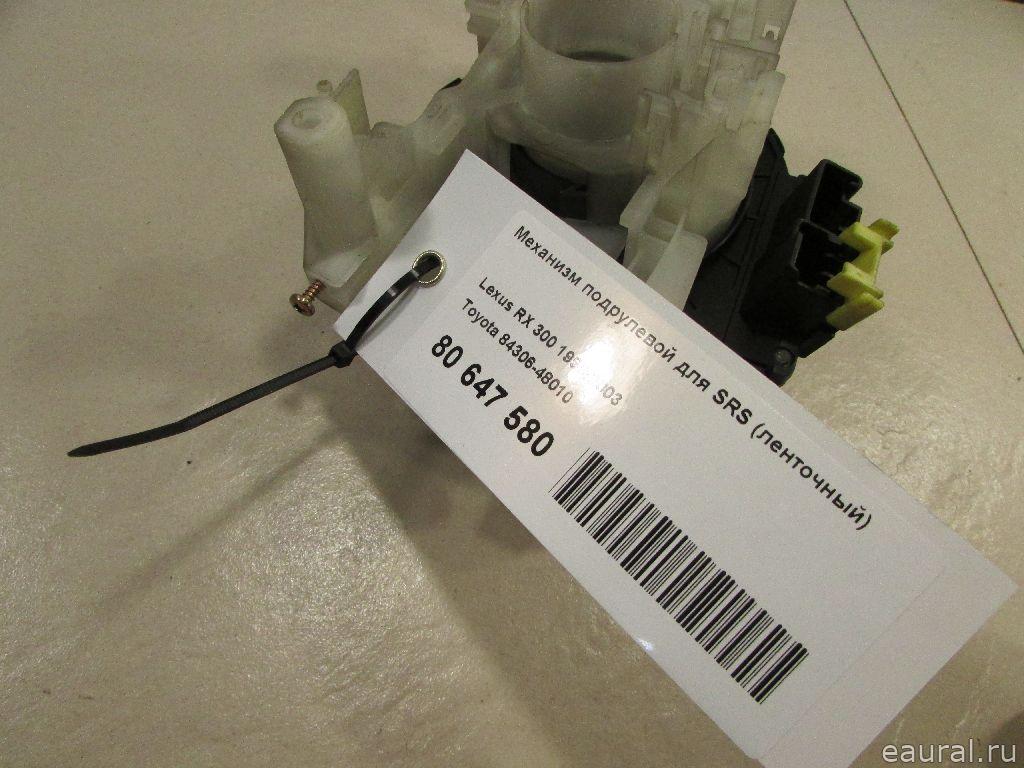 Механизм подрулевой для SRS (ленточный)
Lexus RX 300
Toyota 84306-48010
80 647 580
eaural.ru